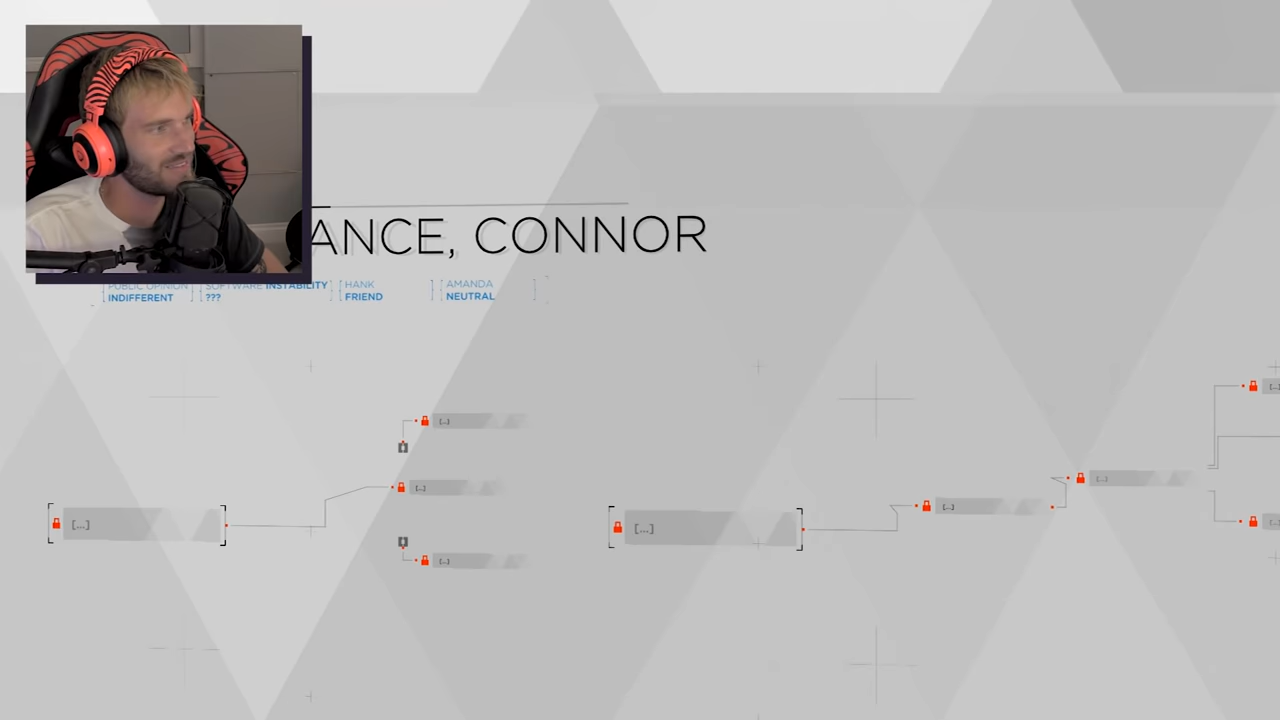 ANCE, CONNOR
PUBLIC OPINION SOFTWARE INSTABILITY HANK AMANDA
INDIFFERENT ??? FRIEND NEUTRAL
[...]
[...]
[...]
[...]
[...]
[...]
[...]
[...]